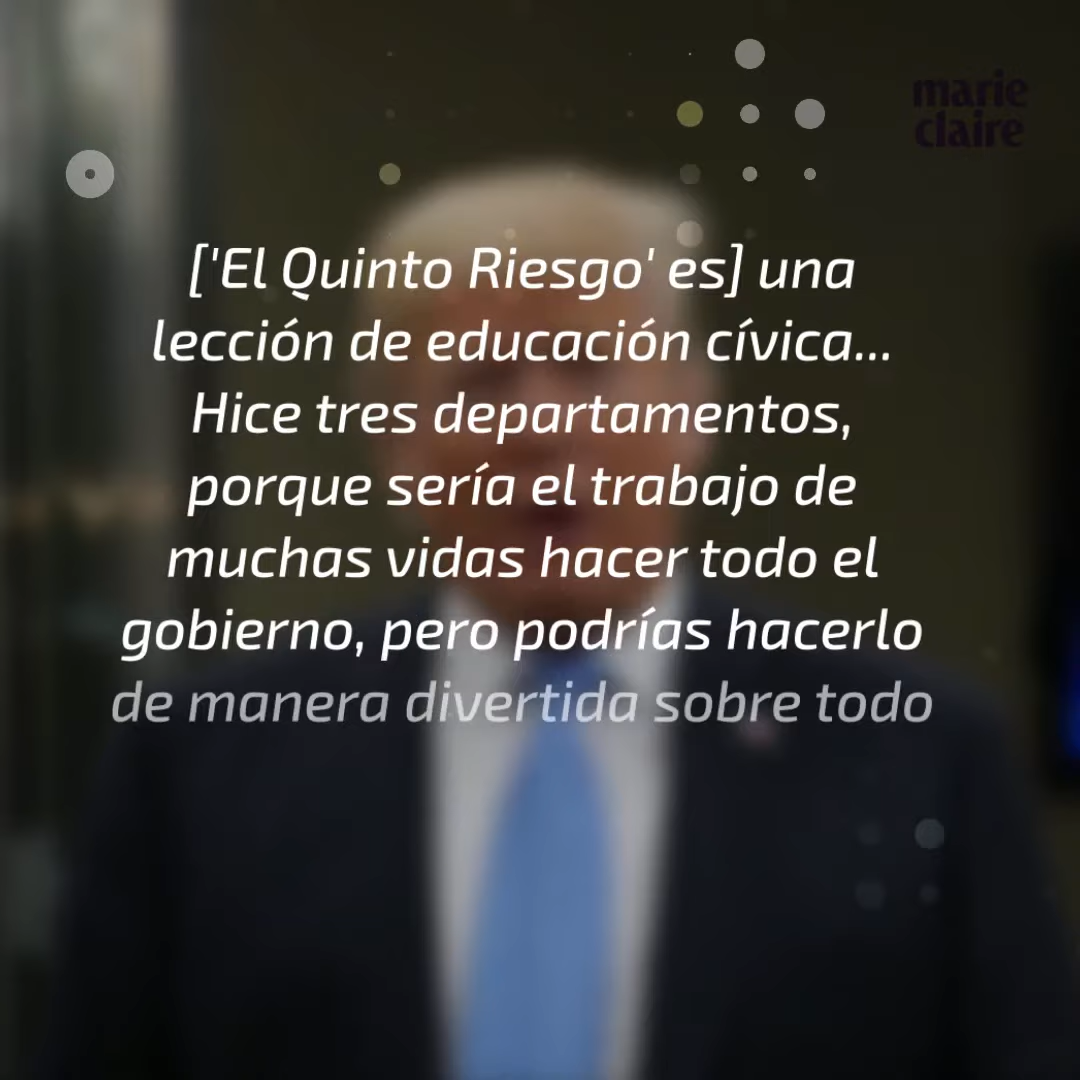 marie
claire
['El Quinto Riesgo' es] una
lección de educación cívica...
Hice tres departamentos,
porque sería el trabajo de
muchas vidas hacer todo el
gobierno, pero podrías hacerlo
de manera divertida sobre todo